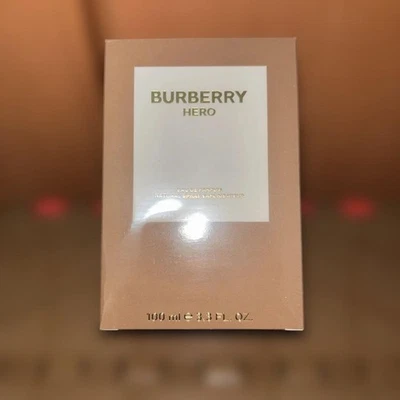 BURBERRY
HERO
100 ml ℮ 3.3 FL. OZ.